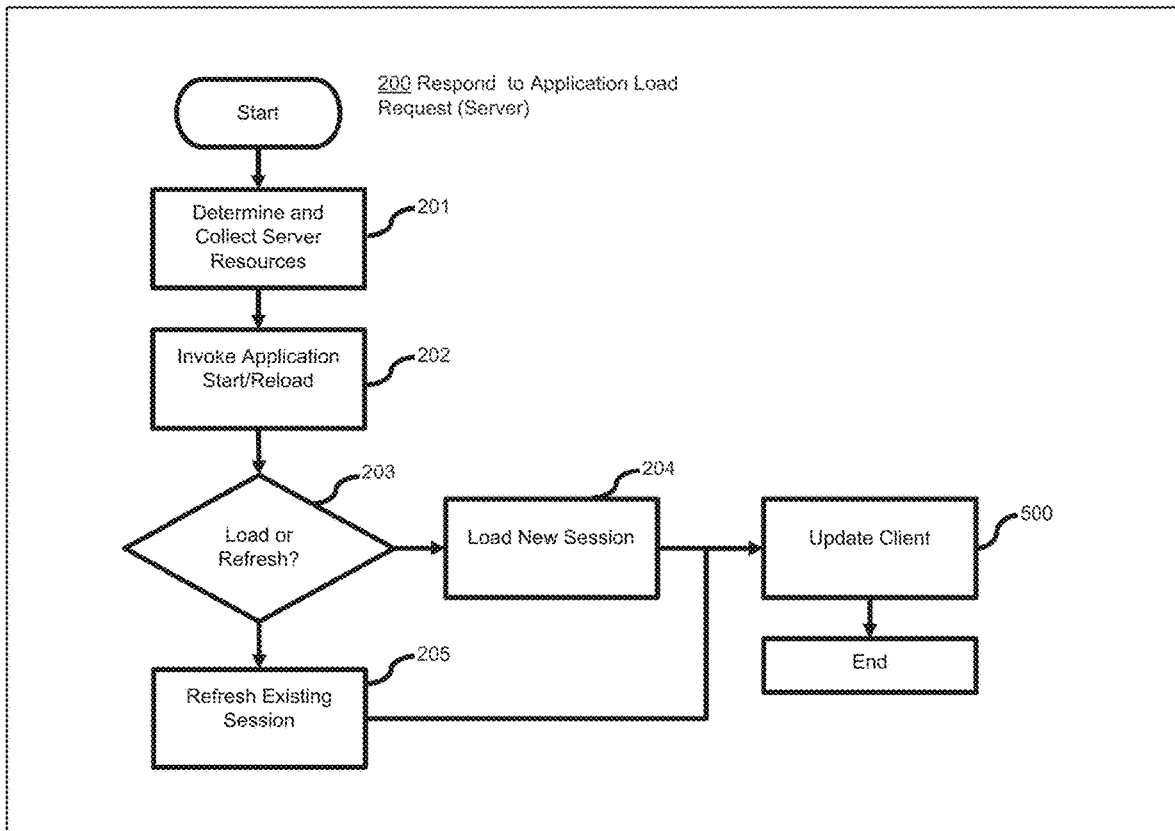 200 Respond to Application Load
Request (Server)
Start
Determine and
Collect Server
Resources
201
Invoke Application
Start/Reload
202
203
Load or
Refresh?
204
Load New Session
500
Update Client
End
205
Refresh Existing
Session